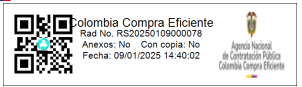 Colombia Compra Eficiente
Rad No. RS20250109000078
Anexos: No Con copia: No
Fecha: 09/01/2025 14:40:02
Agencia Nacional
de Contratación Pública
Colombia Compra Eficiente